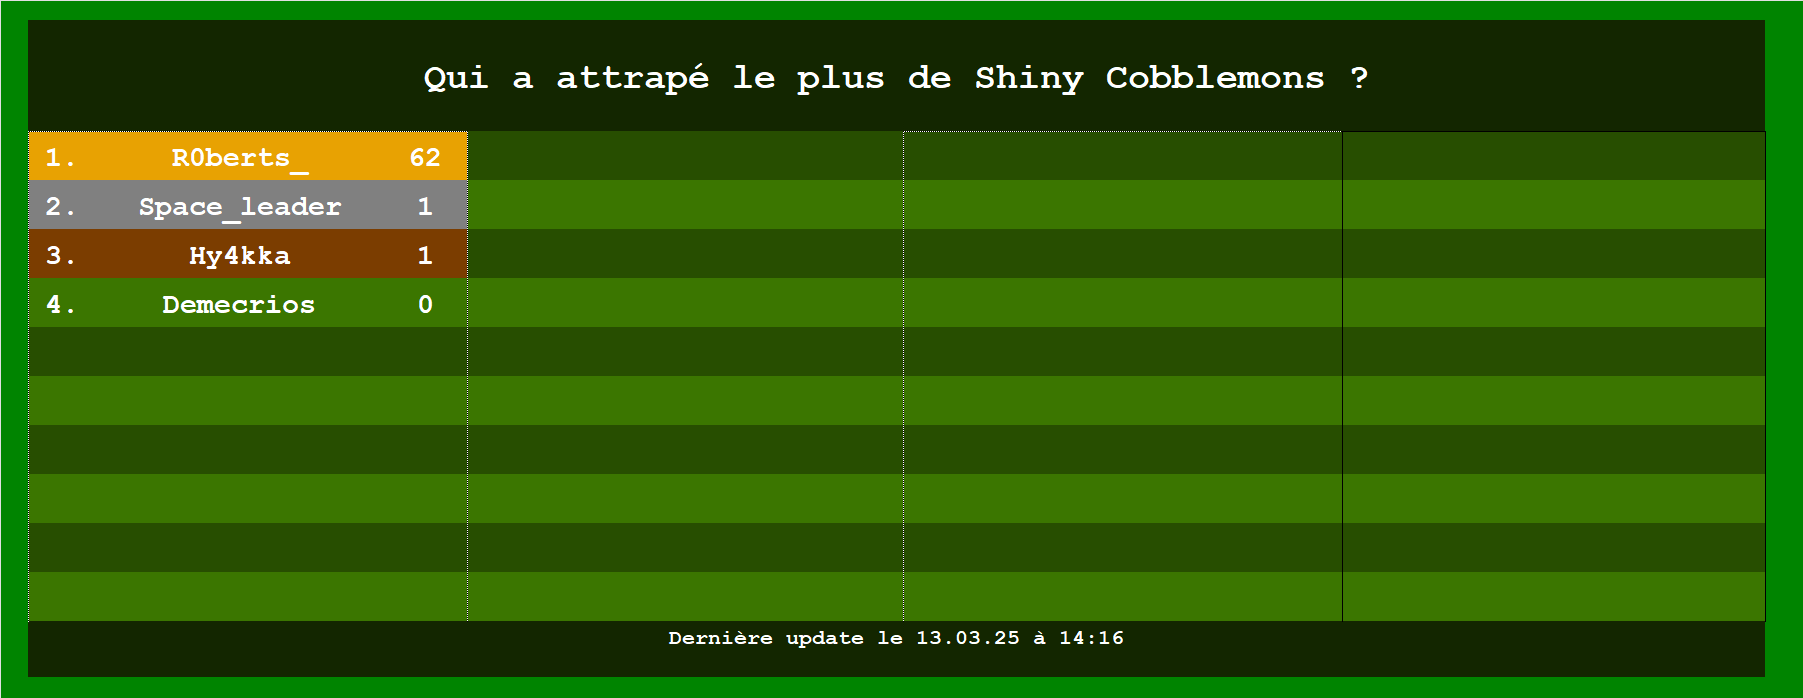 Qui a attrapé le plus de Shiny Cobblemons ?
1. R0berts_ 62
2. Space_leader 1
3. Hy4kka 1
4. Demecrios 0
Dernière update le 13.03.25 à 14:16